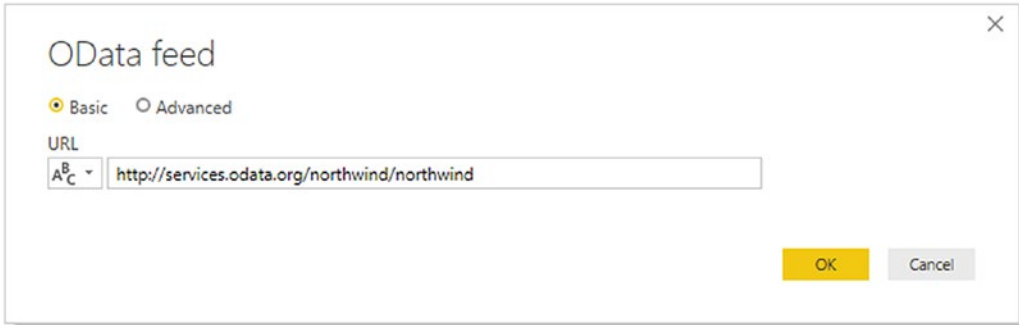 OData feed
Basic Advanced
URL
ABC http://services.odata.org/northwind/northwind
OK Cancel